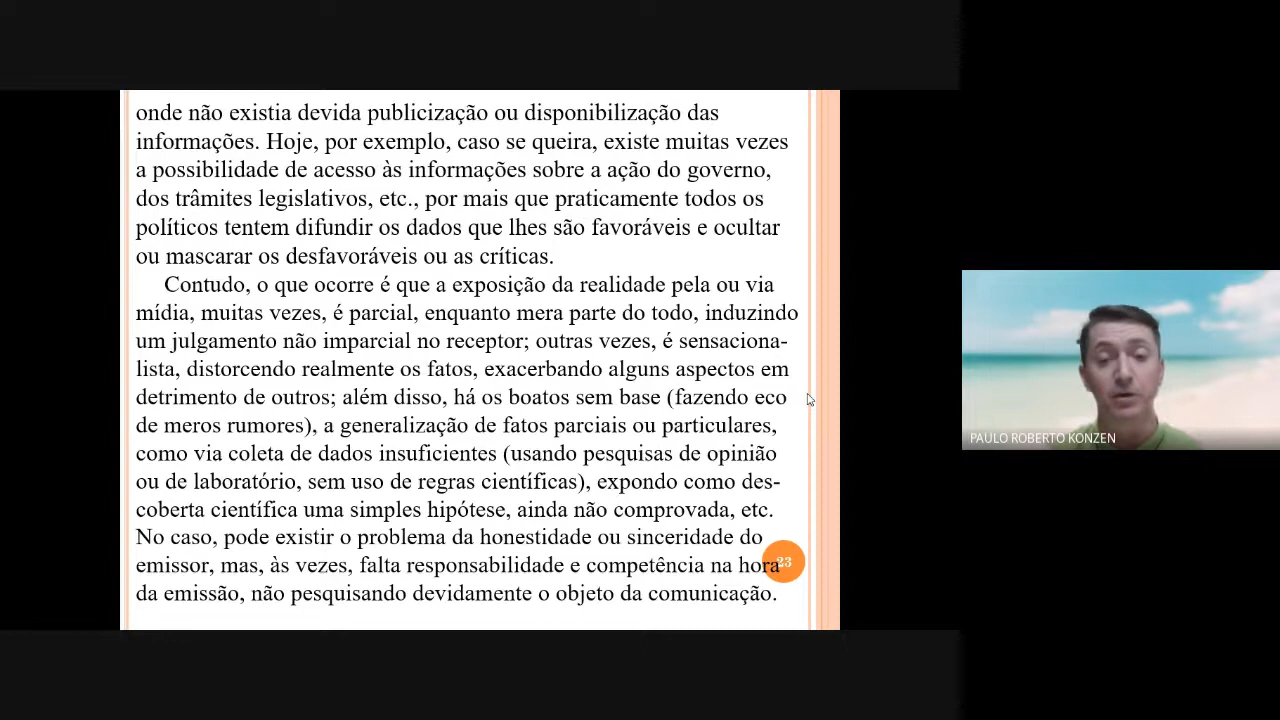 onde não existia devida publicização ou disponibilização das
informações. Hoje, por exemplo, caso se queira, existe muitas vezes
a possibilidade de acesso às informações sobre a ação do governo,
dos trâmites legislativos, etc., por mais que praticamente todos os
políticos tentem difundir os dados que lhes são favoráveis e ocultar
ou mascarar os desfavoráveis ou as críticas.
Contudo, o que ocorre é que a exposição da realidade pela ou via
mídia, muitas vezes, é parcial, enquanto mera parte do todo, induzindo
um julgamento não imparcial no receptor; outras vezes, é sensaciona-
lista, distorcendo realmente os fatos, exacerbando alguns aspectos em
detrimento de outros; além disso, há os boatos sem base (fazendo eco
de meros rumores), a generalização de fatos parciais ou particulares,
como via coleta de dados insuficientes (usando pesquisas de opinião
ou de laboratório, sem uso de regras científicas), expondo como des-
coberta científica uma simples hipótese, ainda não comprovada, etc.
No caso, pode existir o problema da honestidade ou sinceridade do
emissor, mas, às vezes, falta responsabilidade e competência na hora
da emissão, não pesquisando devidamente o objeto da comunicação.
23
PAULO ROBERTO KONZEN